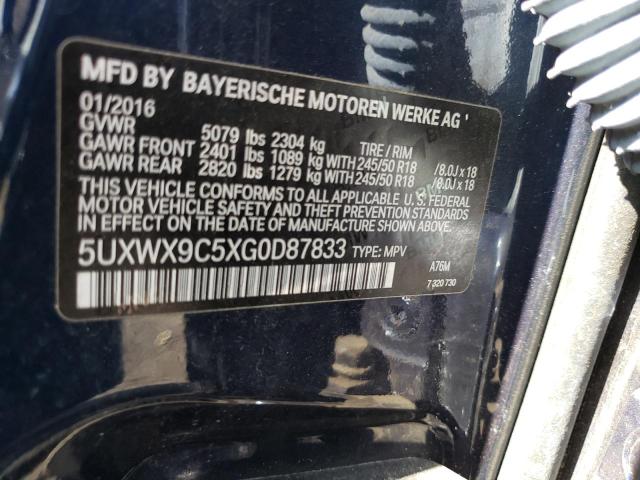 MFD BY BAYERISCHE MOTOREN WERKE AG
01/2016
GVWR 5079 lbs 2304 kg TIRE / RIM
GAWR FRONT 2401 lbs 1089 kg WITH 245/50 R18 /8.0J x 18
GAWR REAR 2820 lbs 1279 kg WITH 245/50 R18 /8.0J x 18
THIS VEHICLE CONFORMS TO ALL APPLICABLE U. S. FEDERAL
MOTOR VEHICLE SAFETY AND THEFT PREVENTION STANDARDS
IN EFFECT ON THE DATE OF MANUFACTURE SHOWN ABOVE.
5UXWX9C5XG0D87833 TYPE: MPV
A76M
7 320 730